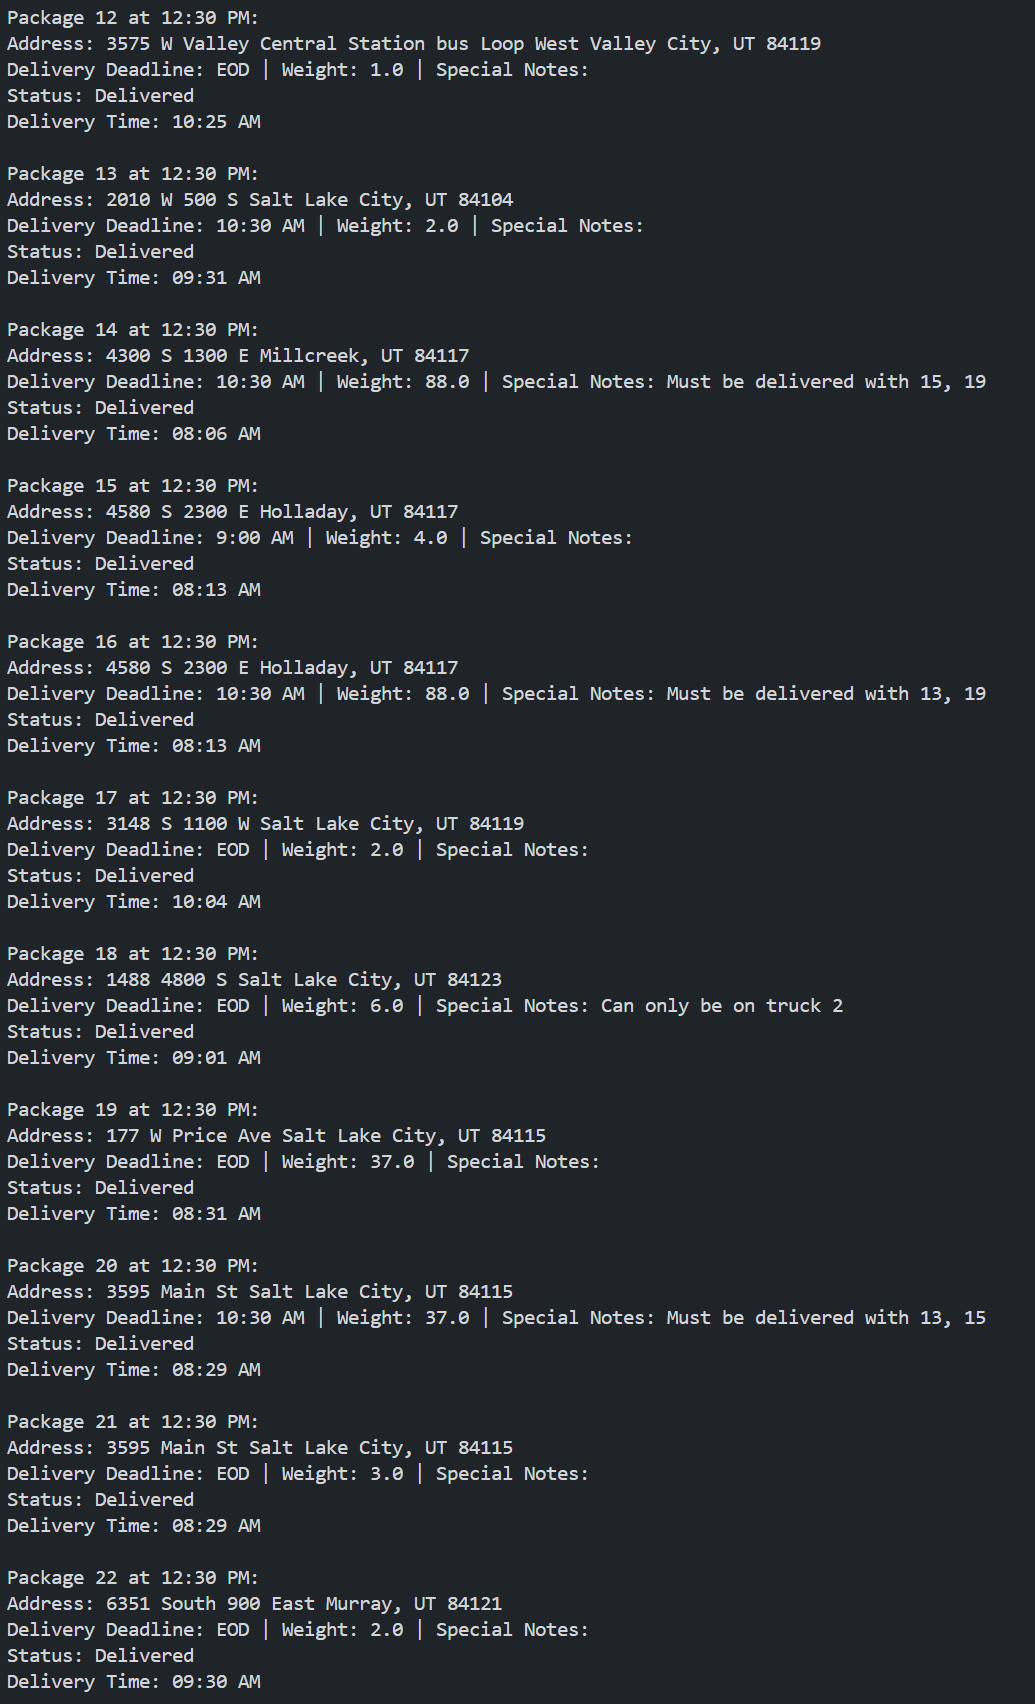 Package 12 at 12:30 PM:
Address: 3575 W Valley Central Station bus Loop West Valley City, UT 84119
Delivery Deadline: EOD | Weight: 1.0 | Special Notes:
Status: Delivered
Delivery Time: 10:25 AM
Package 13 at 12:30 PM:
Address: 2010 W 500 S Salt Lake City, UT 84104
Delivery Deadline: 10:30 AM | Weight: 2.0 | Special Notes:
Status: Delivered
Delivery Time: 09:31 AM
Package 14 at 12:30 PM:
Address: 4300 S 1300 E Millcreek, UT 84117
Delivery Deadline: 10:30 AM | Weight: 88.0 | Special Notes: Must be delivered with 15, 19
Status: Delivered
Delivery Time: 08:06 AM
Package 15 at 12:30 PM:
Address: 4580 S 2300 E Holladay, UT 84117
Delivery Deadline: 9:00 AM | Weight: 4.0 | Special Notes:
Status: Delivered
Delivery Time: 08:13 AM
Package 16 at 12:30 PM:
Address: 4580 S 2300 E Holladay, UT 84117
Delivery Deadline: 10:30 AM | Weight: 88.0 | Special Notes: Must be delivered with 13, 19
Status: Delivered
Delivery Time: 08:13 AM
Package 17 at 12:30 PM:
Address: 3148 S 1100 W Salt Lake City, UT 84119
Delivery Deadline: EOD | Weight: 2.0 | Special Notes:
Status: Delivered
Delivery Time: 10:04 AM
Package 18 at 12:30 PM:
Address: 1488 4800 S Salt Lake City, UT 84123
Delivery Deadline: EOD | Weight: 6.0 | Special Notes: Can only be on truck 2
Status: Delivered
Delivery Time: 09:01 AM
Package 19 at 12:30 PM:
Address: 177 W Price Ave Salt Lake City, UT 84115
Delivery Deadline: EOD | Weight: 37.0 | Special Notes:
Status: Delivered
Delivery Time: 08:31 AM
Package 20 at 12:30 PM:
Address: 3595 Main St Salt Lake City, UT 84115
Delivery Deadline: 10:30 AM | Weight: 37.0 | Special Notes: Must be delivered with 13, 15
Status: Delivered
Delivery Time: 08:29 AM
Package 21 at 12:30 PM:
Address: 3595 Main St Salt Lake City, UT 84115
Delivery Deadline: EOD | Weight: 3.0 | Special Notes:
Status: Delivered
Delivery Time: 08:29 AM
Package 22 at 12:30 PM:
Address: 6351 South 900 East Murray, UT 84121
Delivery Deadline: EOD | Weight: 2.0 | Special Notes:
Status: Delivered
Delivery Time: 09:30 AM